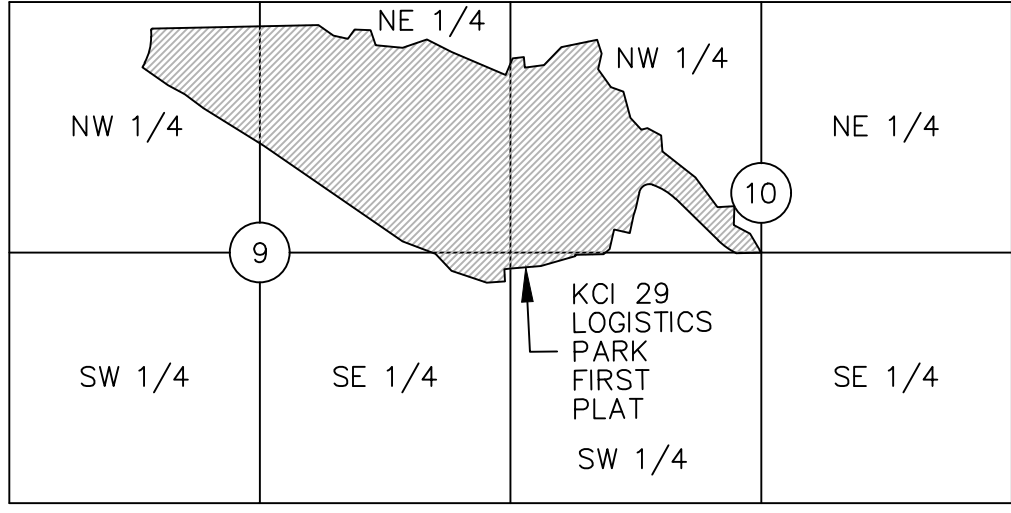 NE 1/4
NW 1/4
NW 1/4
NE 1/4
10
9
KCI 29
LOGISTICS
PARK
FIRST
PLAT
SW 1/4
SE 1/4
SE 1/4
SW 1/4